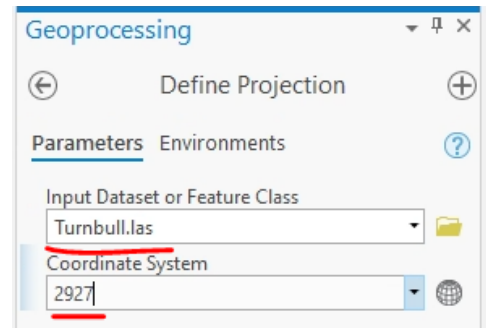 Geoprocessing
Define Projection
Parameters Environments
Input Dataset or Feature Class
Turnbull.las
Coordinate System
2927